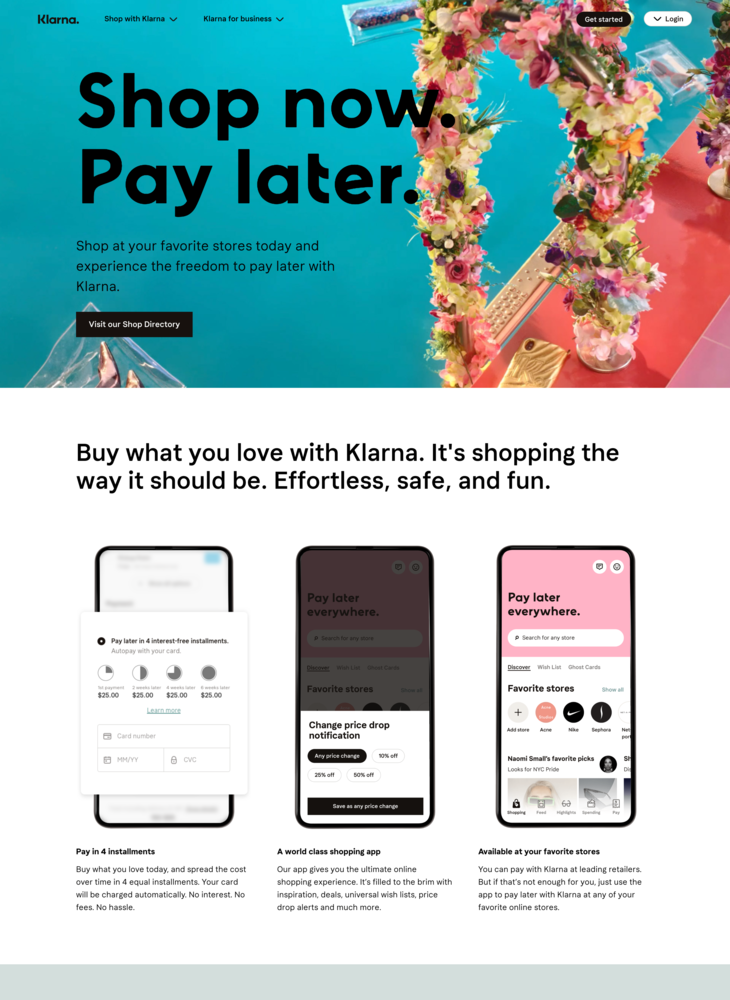 Klarna.
Shop with Klarna
Klarna for business
Get started
Login
Shop now.
Pay later.
Shop at your favorite stores today and
experience the freedom to pay later with
Klarna.
Visit our Shop Directory
Buy what you love with Klarna. It's shopping the
way it should be. Effortless, safe, and fun.
Pay later in 4 interest-free installments.
Autopay with your card.
1st payment
2 weeks later
4 weeks later
6 weeks later
$25.00
$25.00
$25.00
$25.00
Learn more
Card number
MM/YY
CVC
Pay later
everywhere.
Search for any store
Discover
Wish List
Ghost Cards
Favorite stores
Show all
Change price drop
notification
Any price change
10% off
25% off
50% off
Save as any price change
Pay later
everywhere.
Search for any store
Discover
Wish List
Ghost Cards
Favorite stores
Show all
Add store
Acne
Nike
Sephora
Naomi Small's favorite picks
Looks for NYC Pride
Shopping
Feed
Highlights
Spending
Pay
Pay in 4 installments
Buy what you love today, and spread the cost
over time in 4 equal installments. Your card
will be charged automatically. No interest. No
fees. No hassle.
A world class shopping app
Our app gives you the ultimate online
shopping experience. It's filled to the brim with
inspiration, deals, universal wish lists, price
drop alerts and much more.
Available at your favorite stores
You can pay with Klarna at leading retailers.
But if that's not enough for you, just use the
app to pay later with Klarna at any of your
favorite online stores.